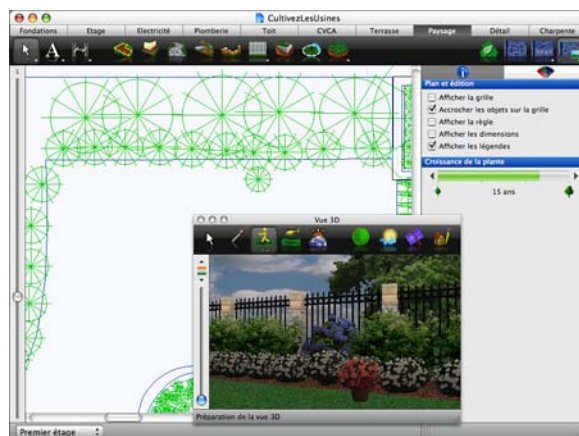 CultivezLesUsines
Fondations Etage Electricité Plomberie Toit CVCA Terrasse Paysage Détail Charpente
A
1
Plan et édition
Afficher la grille
Accrocher les objets sur la grille
Afficher la règle
Afficher les dimensions
Afficher les légendes
Croissance de la plante
15 ans
Vue 3D
Préparation de la vue 3D
Premier étage